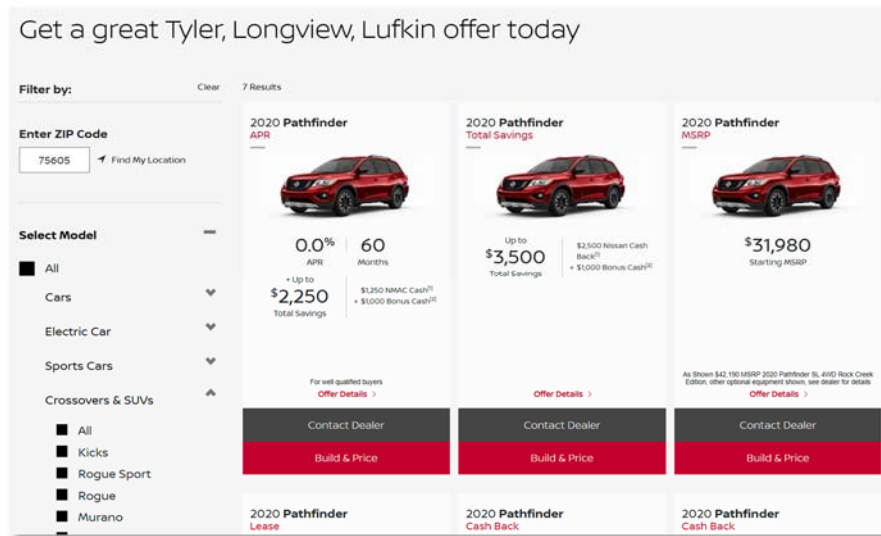 Get a great Tyler, Longview, Lufkin offer today
Filter by:
Clear
Enter ZIP Code
75605
Find My Location
Select Model
All
Cars
Electric Car
Sports Cars
Crossovers & SUVs
All
Kicks
Rogue Sport
Rogue
Murano
7 Results
2020 Pathfinder
APR
0.0%
APR
60
Months
+ Up to
$2,250
Total Savings
$1,250 NMAC Cash[1]
+ $1,000 Bonus Cash[2]
For well qualified buyers
Offer Details >
Contact Dealer
Build & Price
2020 Pathfinder
Total Savings
Up to
$3,500
Total Savings
$2,500 Nissan Cash
Back[1]
+ $1,000 Bonus Cash[2]
Offer Details >
Contact Dealer
Build & Price
2020 Pathfinder
MSRP
$31,980
Starting MSRP
As Shown $42,190 MSRP 2020 Pathfinder SL 4WD Rock Creek
Edition, other optional equipment shown, see dealer for details
Offer Details >
Contact Dealer
Build & Price
2020 Pathfinder
Lease
2020 Pathfinder
Cash Back
2020 Pathfinder
Cash Back